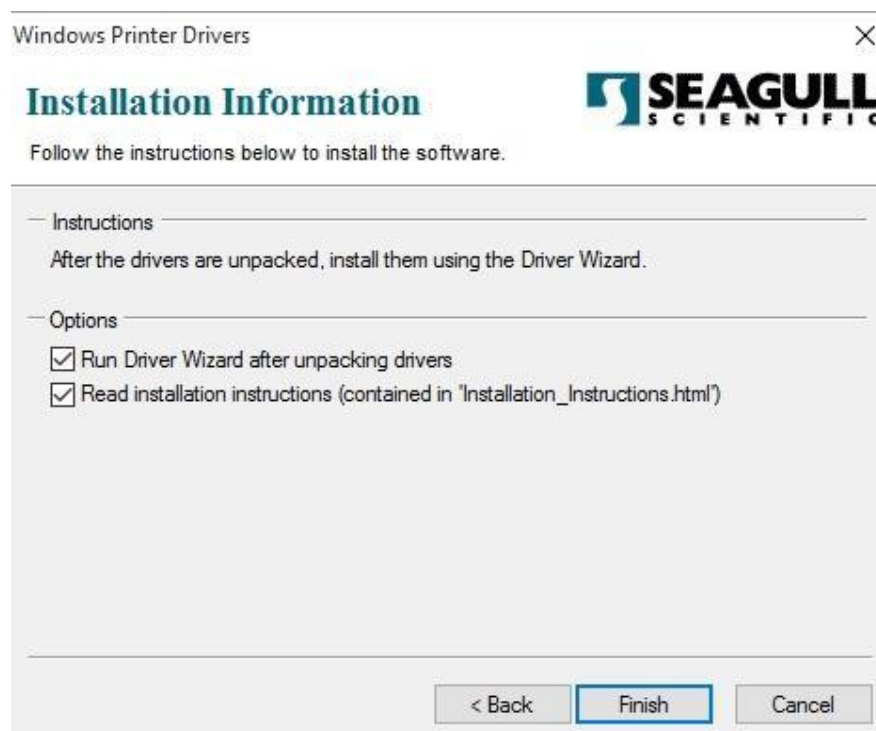 Windows Printer Drivers
Installation Information
SEAGULL
SCIENTIFIC
Follow the instructions below to install the software.
Instructions
After the drivers are unpacked, install them using the Driver Wizard.
Options
Run Driver Wizard after unpacking drivers
Read installation instructions (contained in 'Installation_Instructions.html')
< Back
Finish
Cancel